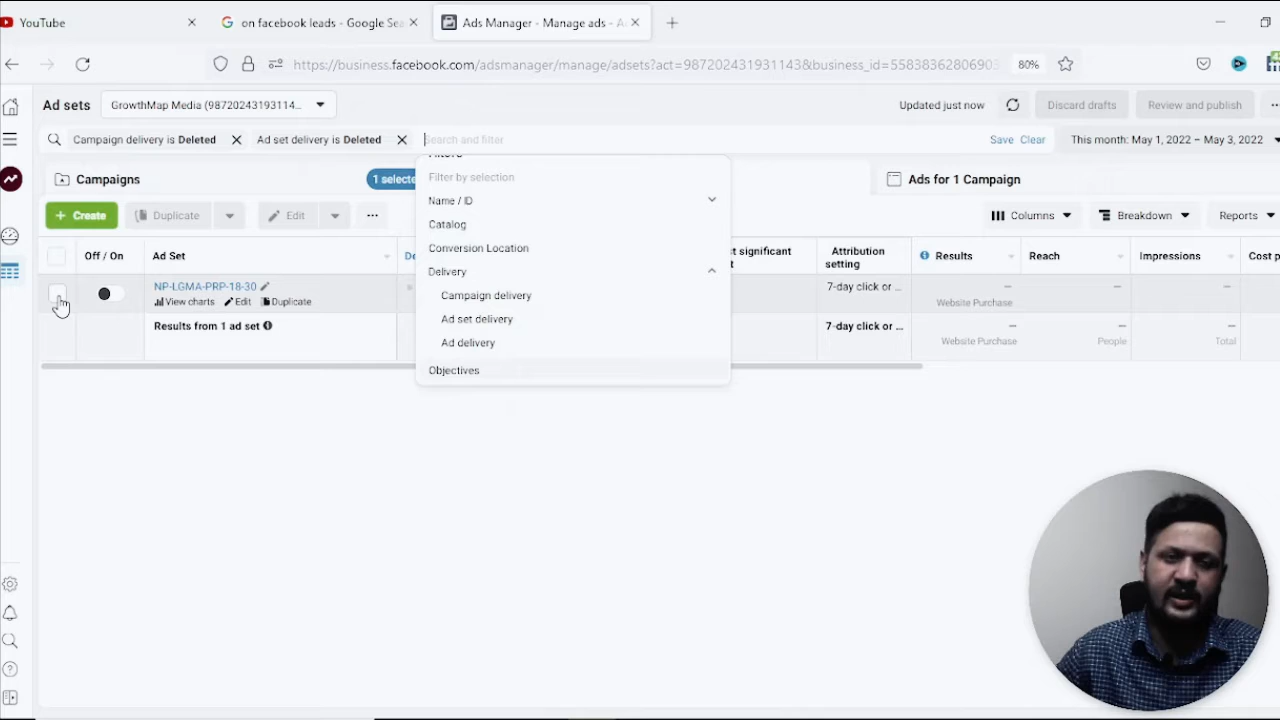 YouTube
on facebook leads - Google Sea
Ads Manager - Manage ads - A
https://business.facebook.com/adsmanager/manage/adsets?act=987202431931143&business_id=55838362806903
80%
Ad sets
GrowthMap Media (98720243193114...
Updated just now
Discard drafts
Review and publish
Campaign delivery is Deleted
Ad set delivery is Deleted
Search and filter
Save Clear
This month: May 1, 2022 – May 3, 2022
Filters
Campaigns
1 selecte
Filter by selection
Ads for 1 Campaign
Name / ID
+ Create
Duplicate
Edit
Columns
Breakdown
Reports
Catalog
Conversion Location
Off / On
Ad Set
De
Delivery
t significant
t
Attribution
setting
Results
Reach
Impressions
Cost p
NP-LGMA-PRP-18-30
View charts
Edit
Duplicate
Campaign delivery
7-day click or ...
—
—
—
Website Purchase
Results from 1 ad set
Ad set delivery
7-day click or ...
—
—
—
Website Purchase
People
Total
Ad delivery
Objectives